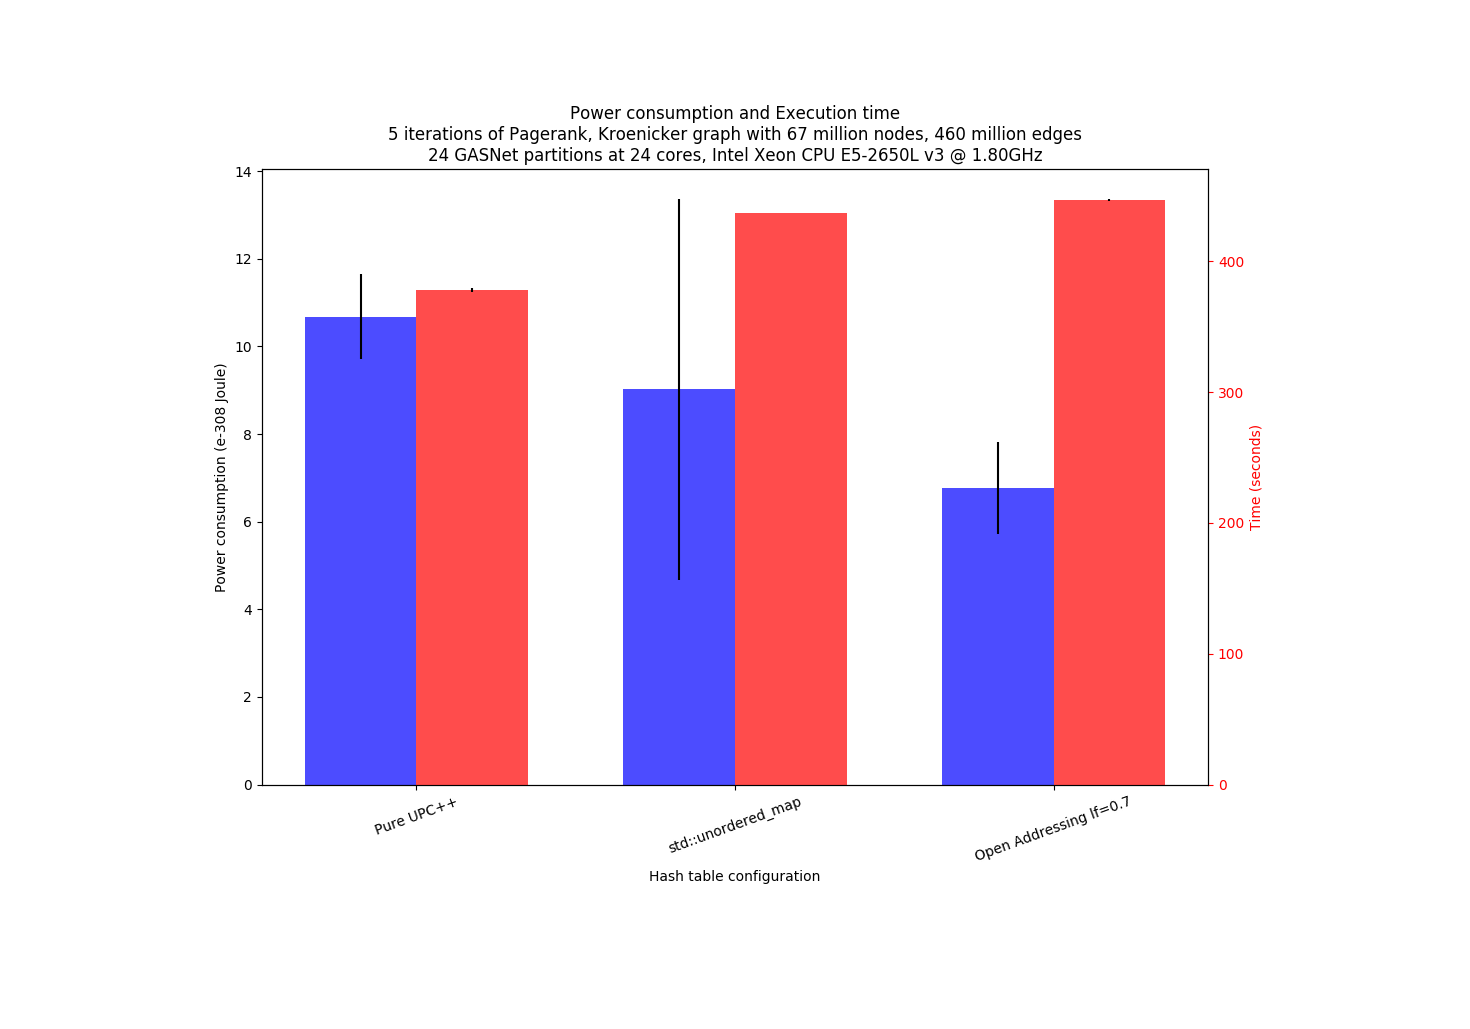 Power consumption and Execution time
5 iterations of Pagerank, Kroenicker graph with 67 million nodes, 460 million edges
24 GASNet partitions at 24 cores, Intel Xeon CPU E5-2650L v3 @ 1.80GHz
14
12
10
8
6
4
2
0
Power consumption (e-308 Joule)
400
300
200
100
0
Time (seconds)
Pure UPC++
std::unordered_map
Open Addressing lf=0.7
Hash table configuration